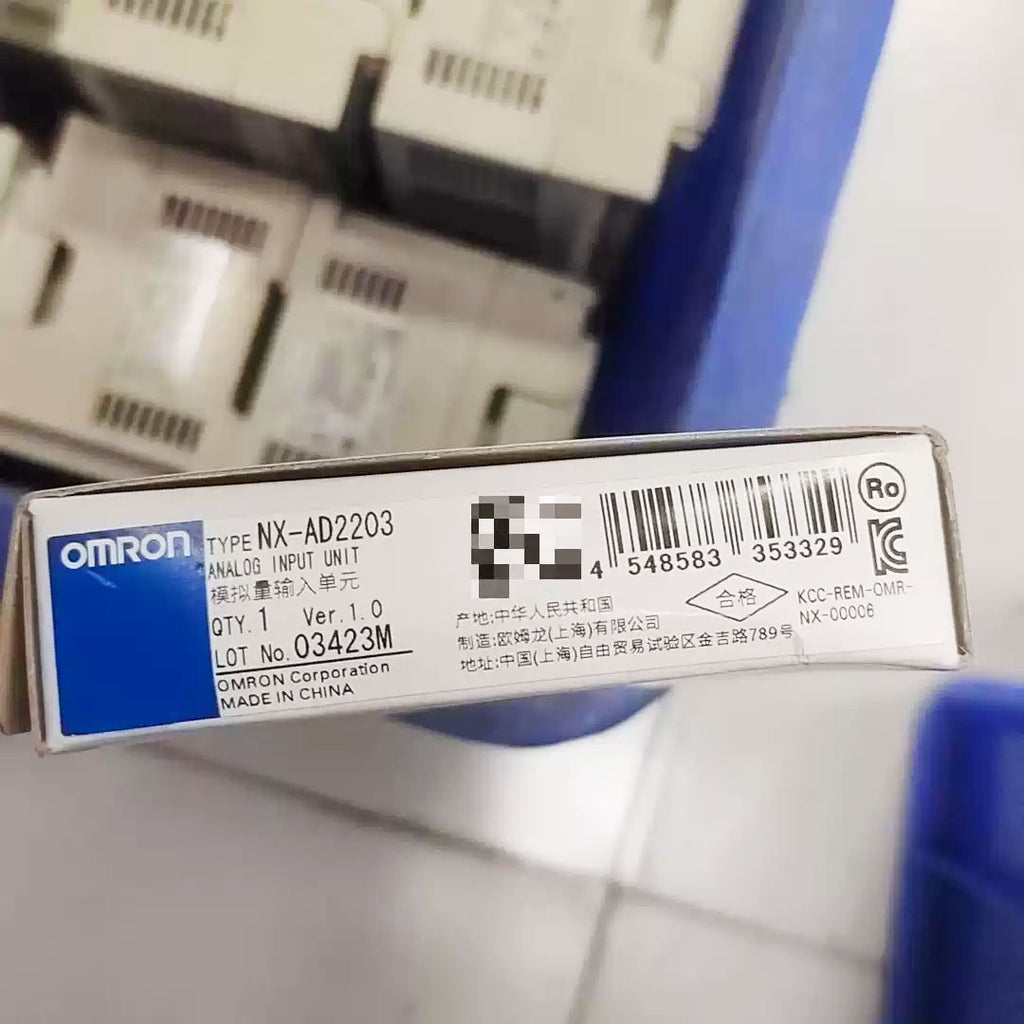 OMRON
TYPE NX-AD2203
ANALOG INPUT UNIT
模拟量输入单元
QTY. 1 Ver.1.0
LOT No. 03423M
OMRON Corporation
MADE IN CHINA
4 548583 353329
产地:中华人民共和国
制造:欧姆龙(上海)有限公司
地址:中国(上海)自由贸易试验区金吉路789号
合格
Ro
KCC-REM-OMR-
NX-00006